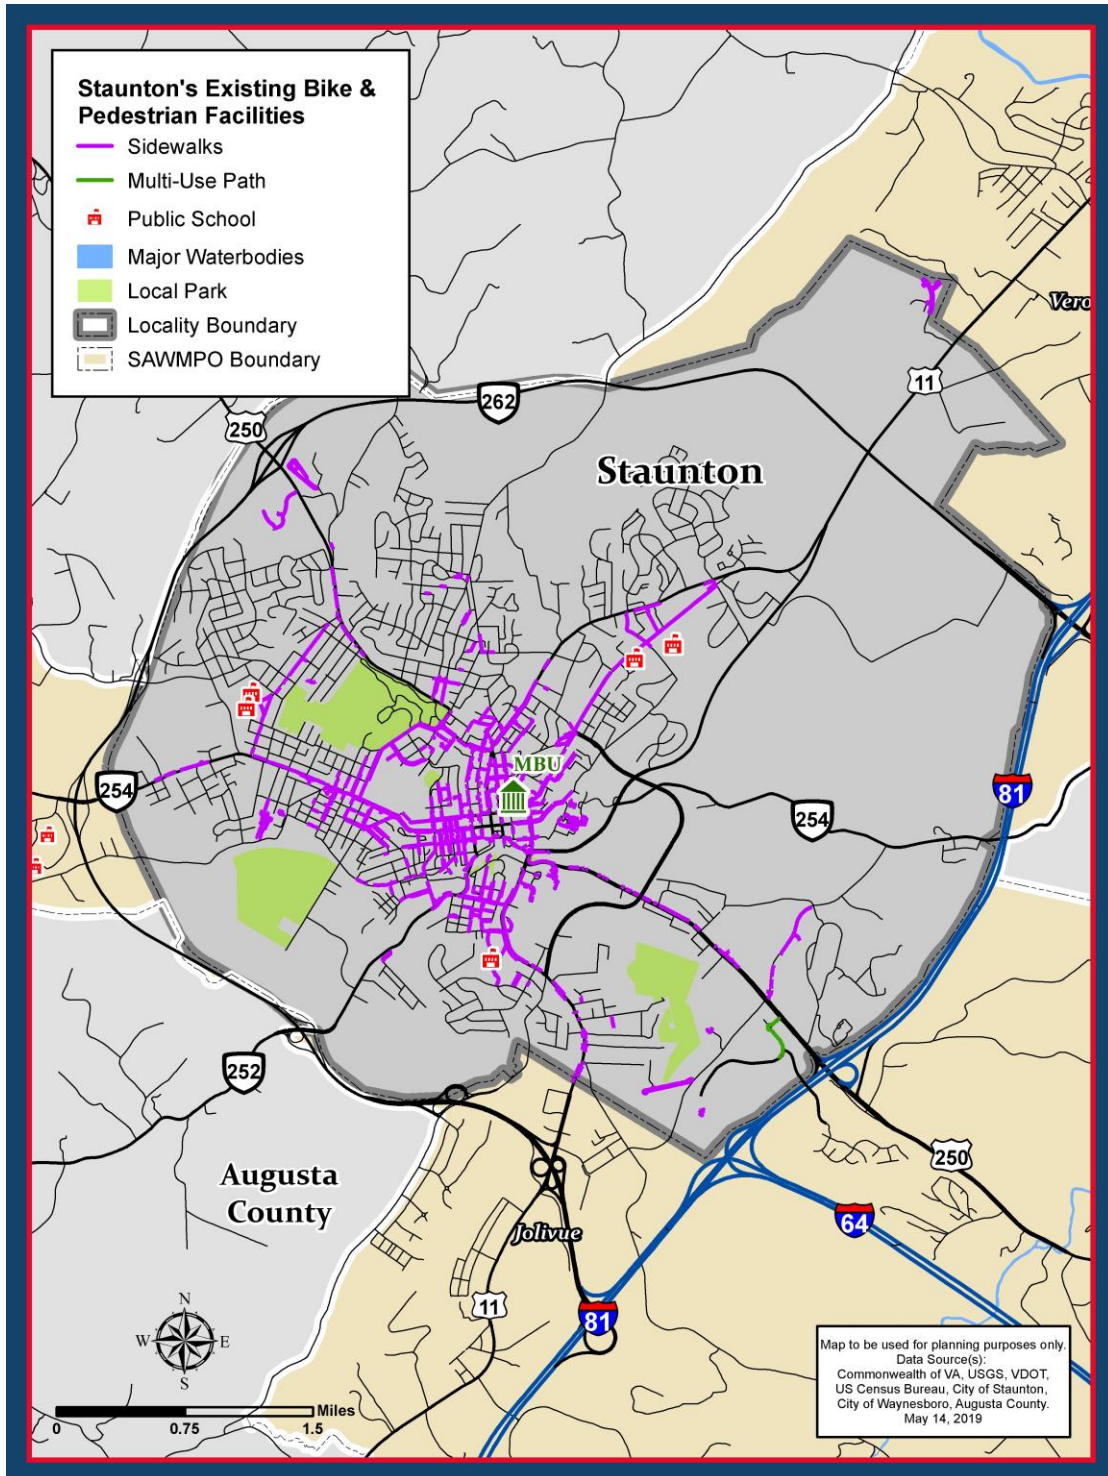 Staunton's Existing Bike &
Pedestrian Facilities
Sidewalks
Multi-Use Path
Public School
Major Waterbodies
Local Park
Locality Boundary
SAWMPO Boundary
Vero
11
262
250
Staunton
MBU
254
254
81
252
250
Augusta
County
64
Jolivue
11
81
N
W E
S
Miles
0 0.75 1.5
Map to be used for planning purposes only.
Data Source(s):
Commonwealth of VA, USGS, VDOT,
US Census Bureau, City of Staunton,
City of Waynesboro, Augusta County.
May 14, 2019